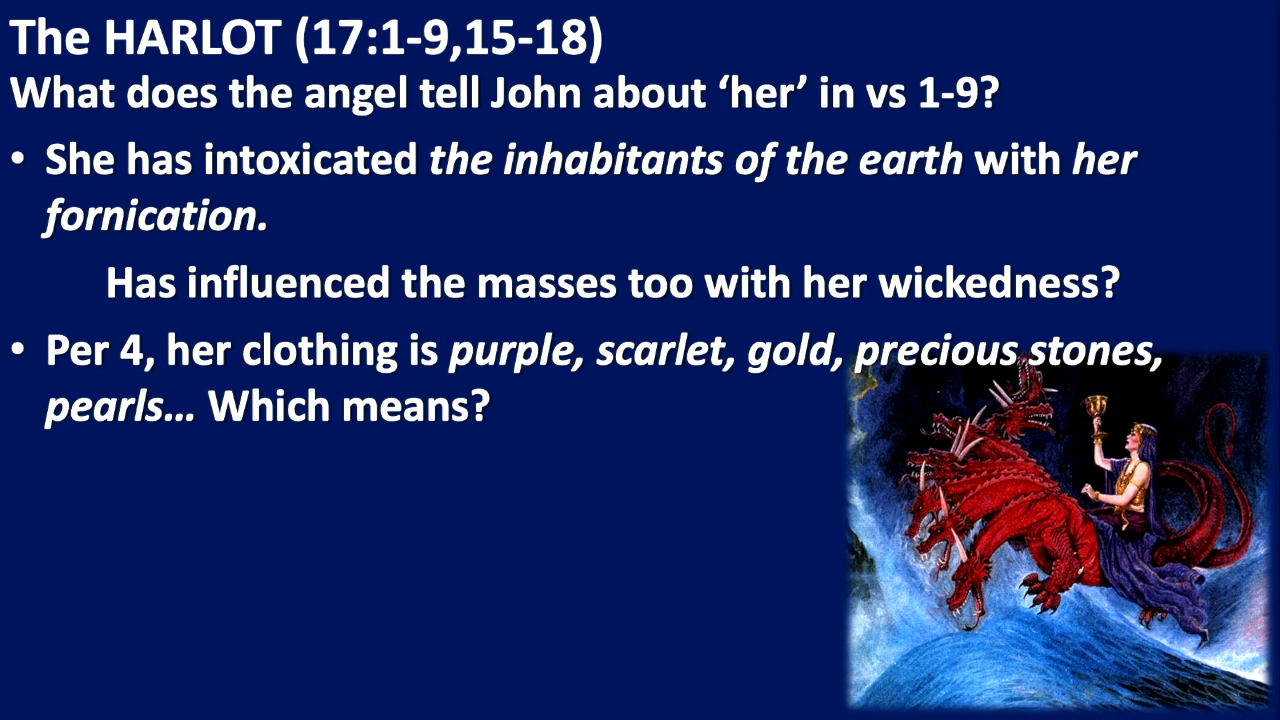 The HARLOT (17:1-9,15-18)
What does the angel tell John about ‘her’ in vs 1-9?
• She has intoxicated the inhabitants of the earth with her
fornication.
Has influenced the masses too with her wickedness?
• Per 4, her clothing is purple, scarlet, gold, precious stones,
pearls… Which means?